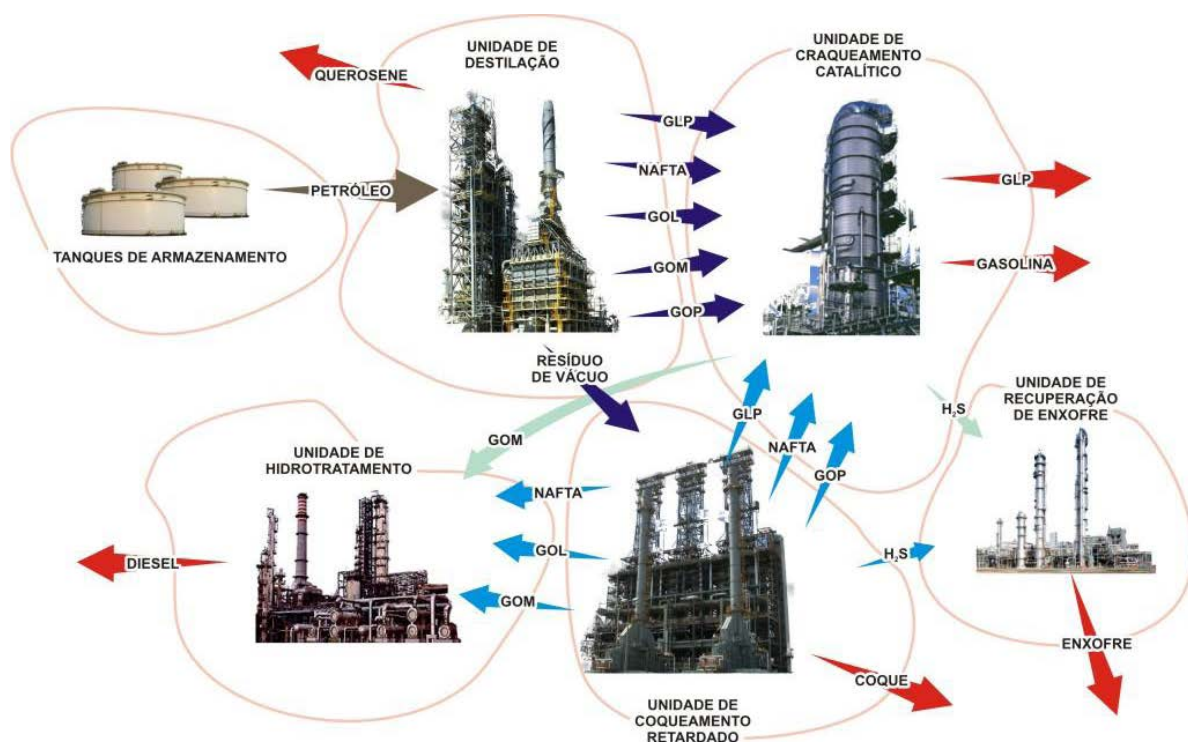 UNIDADE DE
DESTILAÇÃO
UNIDADE DE
CRAQUEAMENTO
CATALÍTICO
QUEROSENE
GLP
NAFTA
GOL
GOM
GOP
GLP
GASOLINA
PETRÓLEO
TANQUES DE ARMAZENAMENTO
RESÍDUO
DE VÁCUO
GOM
GLP
NAFTA
GOP
H₂S
UNIDADE DE
RECUPERAÇÃO
DE ENXOFRE
UNIDADE DE
HIDROTRATAMENTO
NAFTA
GOL
GOM
DIESEL
H₂S
ENXOFRE
COQUE
UNIDADE DE
COQUEAMENTO
RETARDADO